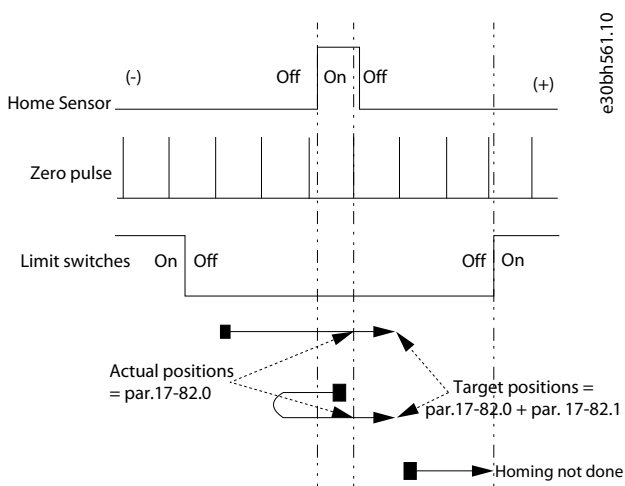 e30bh561.10
(-)
Off
On
Off
(+)
Home Sensor
Zero pulse
Limit switches
On
Off
Off
On
Actual positions
= par.17-82.0
Target positions =
par.17-82.0 + par. 17-82.1
Homing not done